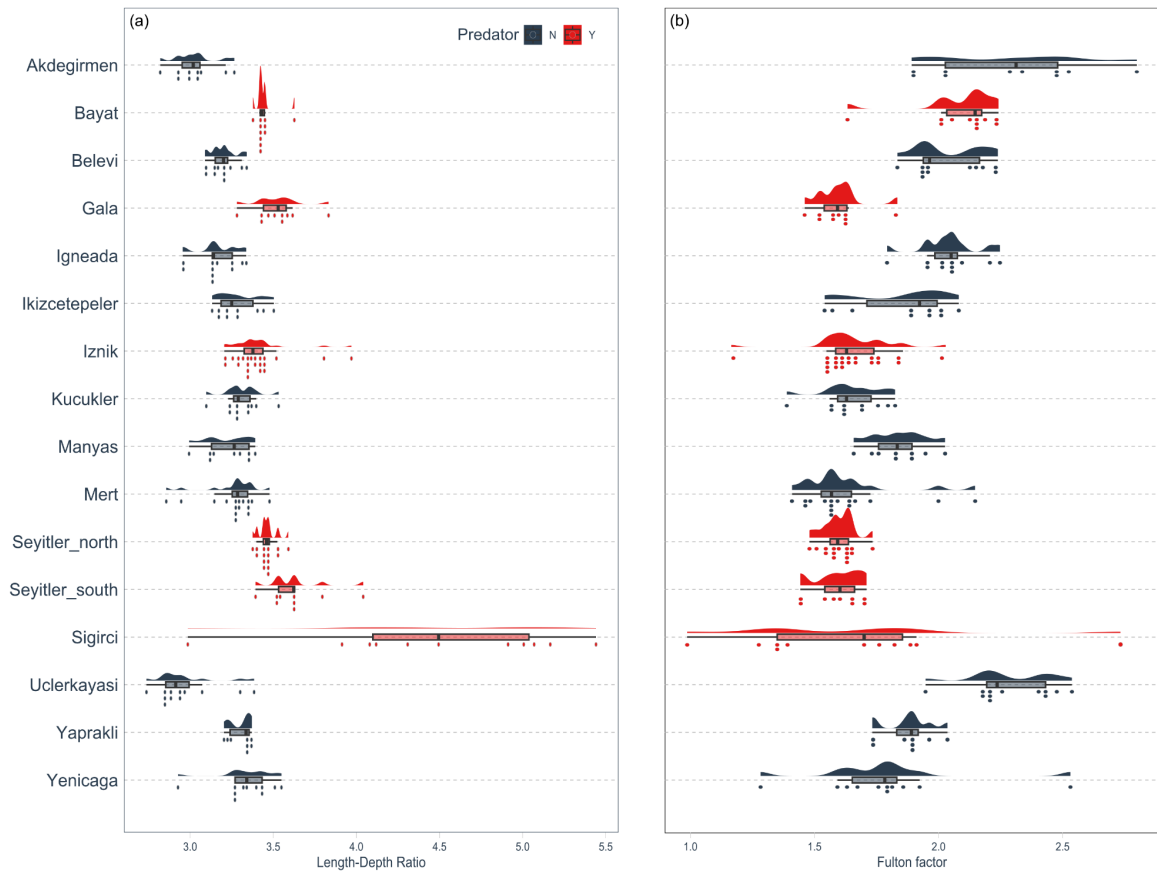 (a)
Predator N Y
(b)
Akdegirmen
Bayat
Belevi
Gala
Igneada
Ikizcetepeler
Iznik
Kucukler
Manyas
Mert
Seyitler_north
Seyitler_south
Sigirci
Uclerkayasi
Yaprakli
Yenicaga
3.0 3.5 4.0 4.5 5.0 5.5
Length-Depth Ratio
1.0 1.5 2.0 2.5
Fulton factor